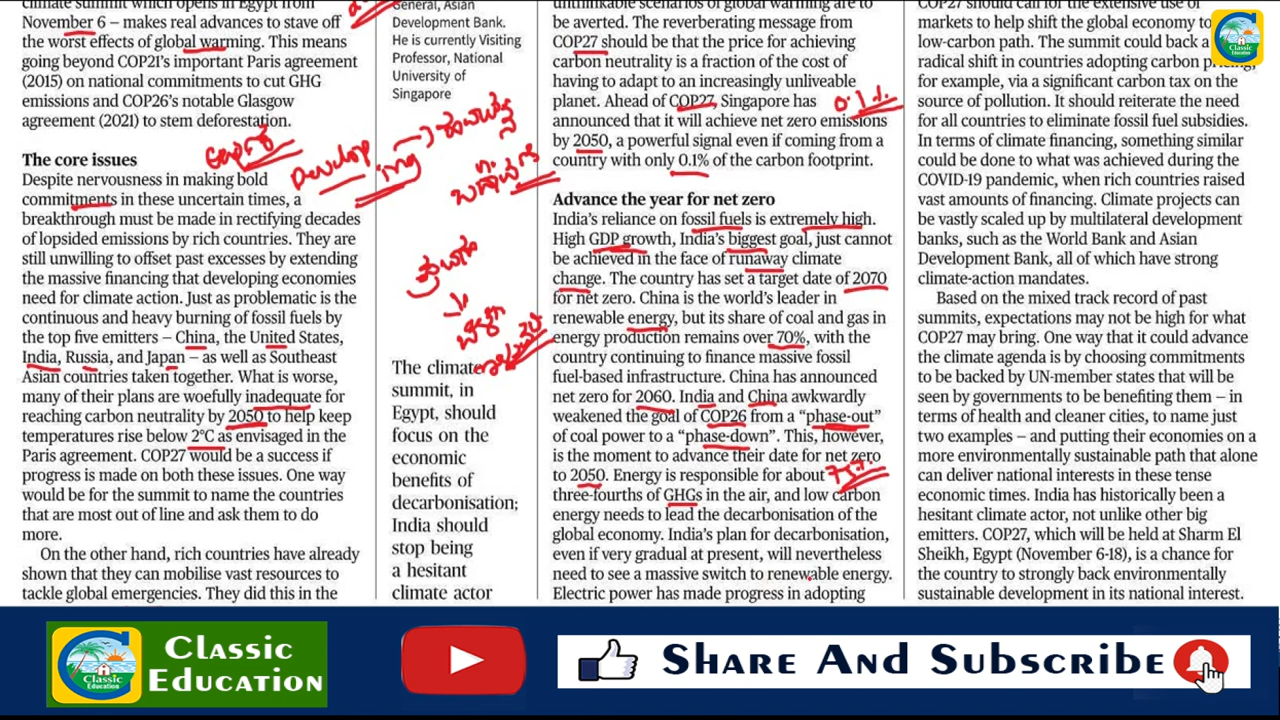 climate summit which opens in Egypt from
November 6 – makes real advances to stave off
the worst effects of global warming. This means
going beyond COP21's important Paris agreement
(2015) on national commitments to cut GHG
emissions and COP26's notable Glasgow
agreement (2021) to stem deforestation.
The core issues
Despite nervousness in making bold
commitments in these uncertain times, a
breakthrough must be made in rectifying decades
of lopsided emissions by rich countries. They are
still unwilling to offset past excesses by extending
the massive financing that developing economies
need for climate action. Just as problematic is the
continuous and heavy burning of fossil fuels by
the top five emitters – China, the United States,
India, Russia, and Japan – as well as Southeast
Asian countries taken together. What is worse,
many of their plans are woefully inadequate for
reaching carbon neutrality by 2050 to help keep
temperatures rise below 2°C as envisaged in the
Paris agreement. COP27 would be a success if
progress is made on both these issues. One way
would be for the summit to name the countries
that are most out of line and ask them to do
more.
On the other hand, rich countries have already
shown that they can mobilise vast resources to
tackle global emergencies. They did this in the
General, Asian
Development Bank.
He is currently Visiting
Professor, National
University of
Singapore
Develop
ing
The climate
summit, in
Egypt, should
focus on the
economic
benefits of
decarbonisation;
India should
stop being
a hesitant
climate actor
unthinkable scenarios of global warming are to
be averted. The reverberating message from
COP27 should be that the price for achieving
carbon neutrality is a fraction of the cost of
having to adapt to an increasingly unliveable
planet. Ahead of COP27, Singapore has
0.1%
announced that it will achieve net zero emissions
by 2050, a powerful signal even if coming from a
country with only 0.1% of the carbon footprint.
Advance the year for net zero
India's reliance on fossil fuels is extremely high.
High GDP growth, India's biggest goal, just cannot
be achieved in the face of runaway climate
change. The country has set a target date of 2070
for net zero. China is the world's leader in
renewable energy, but its share of coal and gas in
energy production remains over 70%, with the
country continuing to finance massive fossil
fuel-based infrastructure. China has announced
net zero for 2060. India and China awkwardly
weakened the goal of COP26 from a “phase-out”
of coal power to a “phase-down”. This, however,
is the moment to advance their date for net zero
to 2050. Energy is responsible for about
75%
three-fourths of GHGs in the air, and low carbon
energy needs to lead the decarbonisation of the
global economy. India's plan for decarbonisation,
even if very gradual at present, will nevertheless
need to see a massive switch to renewable energy.
Electric power has made progress in adopting
COP27 should call for the extensive use of
markets to help shift the global economy to
low-carbon path. The summit could back a
radical shift in countries adopting carbon pricing,
for example, via a significant carbon tax on the
source of pollution. It should reiterate the need
for all countries to eliminate fossil fuel subsidies.
In terms of climate financing, something similar
could be done to what was achieved during the
COVID-19 pandemic, when rich countries raised
vast amounts of financing. Climate projects can
be vastly scaled up by multilateral development
banks, such as the World Bank and Asian
Development Bank, all of which have strong
climate-action mandates.
Based on the mixed track record of past
summits, expectations may not be high for what
COP27 may bring. One way that it could advance
the climate agenda is by choosing commitments
to be backed by UN-member states that will be
seen by governments to be benefiting them – in
terms of health and cleaner cities, to name just
two examples – and putting their economies on a
more environmentally sustainable path that alone
can deliver national interests in these tense
economic times. India has historically been a
hesitant climate actor, not unlike other big
emitters. COP27, which will be held at Sharm El
Sheikh, Egypt (November 6-18), is a chance for
the country to strongly back environmentally
sustainable development in its national interest.
Classic
Education
Classic
Education
Classic
Education
Share And Subscribe